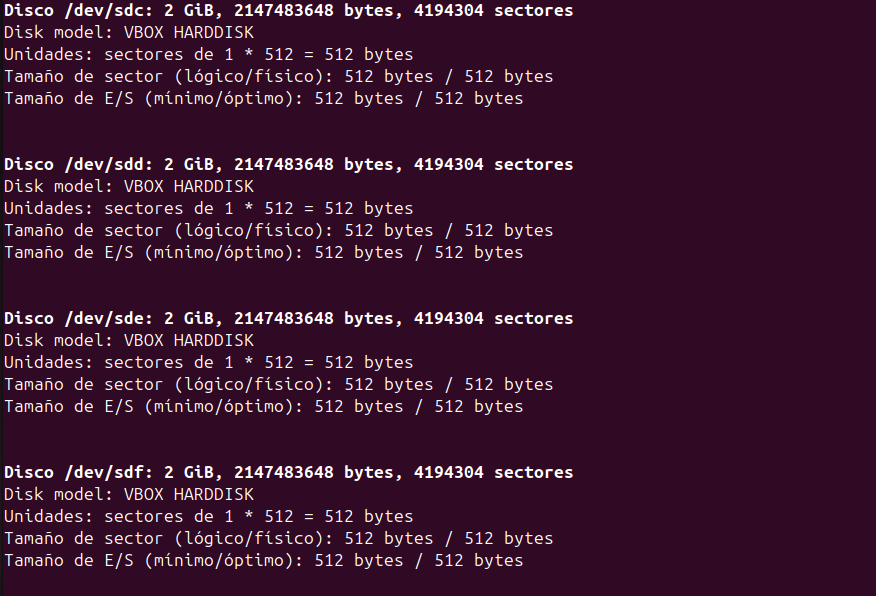 Disco /dev/sdc: 2 GiB, 2147483648 bytes, 4194304 sectores
Disk model: VBOX HARDDISK
Unidades: sectores de 1 * 512 = 512 bytes
Tamaño de sector (lógico/físico): 512 bytes / 512 bytes
Tamaño de E/S (mínimo/óptimo): 512 bytes / 512 bytes
Disco /dev/sdd: 2 GiB, 2147483648 bytes, 4194304 sectores
Disk model: VBOX HARDDISK
Unidades: sectores de 1 * 512 = 512 bytes
Tamaño de sector (lógico/físico): 512 bytes / 512 bytes
Tamaño de E/S (mínimo/óptimo): 512 bytes / 512 bytes
Disco /dev/sde: 2 GiB, 2147483648 bytes, 4194304 sectores
Disk model: VBOX HARDDISK
Unidades: sectores de 1 * 512 = 512 bytes
Tamaño de sector (lógico/físico): 512 bytes / 512 bytes
Tamaño de E/S (mínimo/óptimo): 512 bytes / 512 bytes
Disco /dev/sdf: 2 GiB, 2147483648 bytes, 4194304 sectores
Disk model: VBOX HARDDISK
Unidades: sectores de 1 * 512 = 512 bytes
Tamaño de sector (lógico/físico): 512 bytes / 512 bytes
Tamaño de E/S (mínimo/óptimo): 512 bytes / 512 bytes